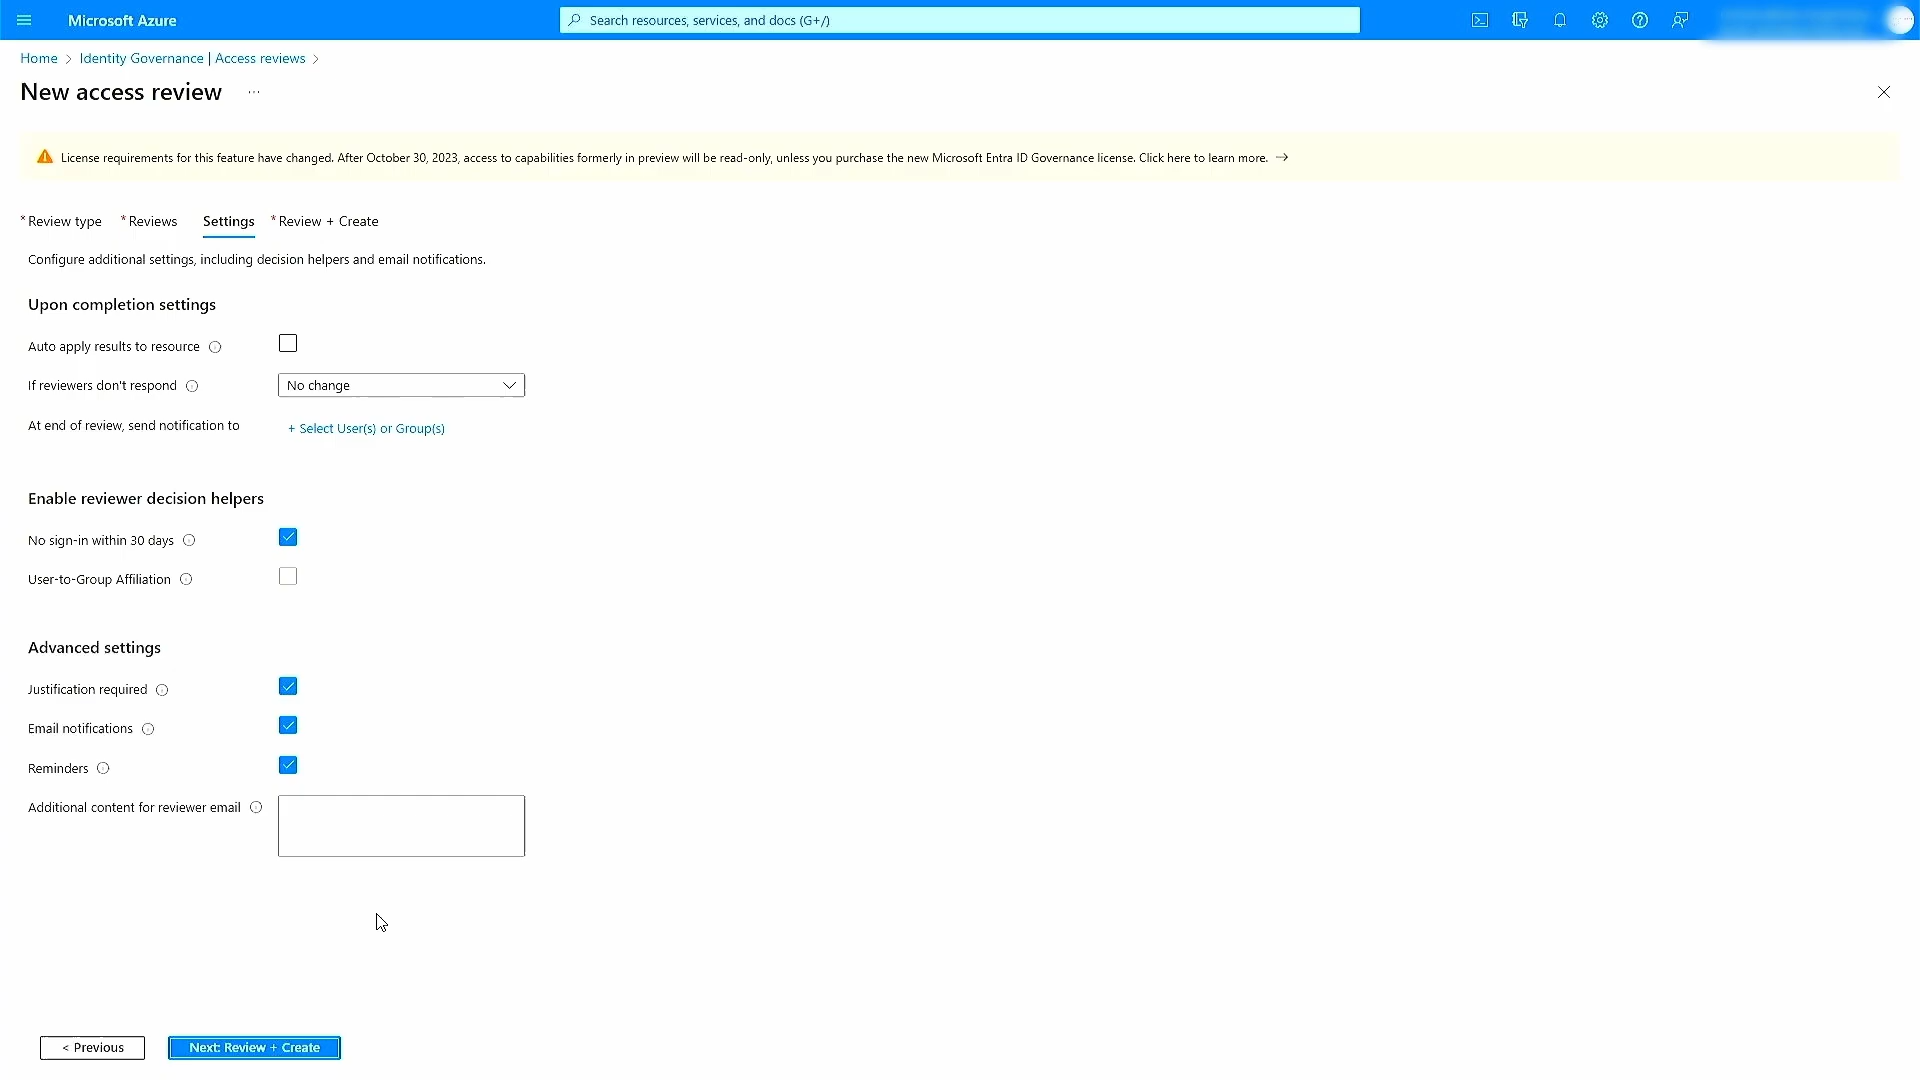 Microsoft Azure
Search resources, services, and docs (G+/)
Home > Identity Governance | Access reviews >
New access review ...
License requirements for this feature have changed. After October 30, 2023, access to capabilities formerly in preview will be read-only, unless you purchase the new Microsoft Entra ID Governance license. Click here to learn more. →
* Review type * Reviews Settings * Review + Create
Configure additional settings, including decision helpers and email notifications.
Upon completion settings
Auto apply results to resource
If reviewers don't respond No change
At end of review, send notification to + Select User(s) or Group(s)
Enable reviewer decision helpers
No sign-in within 30 days
User-to-Group Affiliation
Advanced settings
Justification required
Email notifications
Reminders
Additional content for reviewer email
< Previous Next: Review + Create